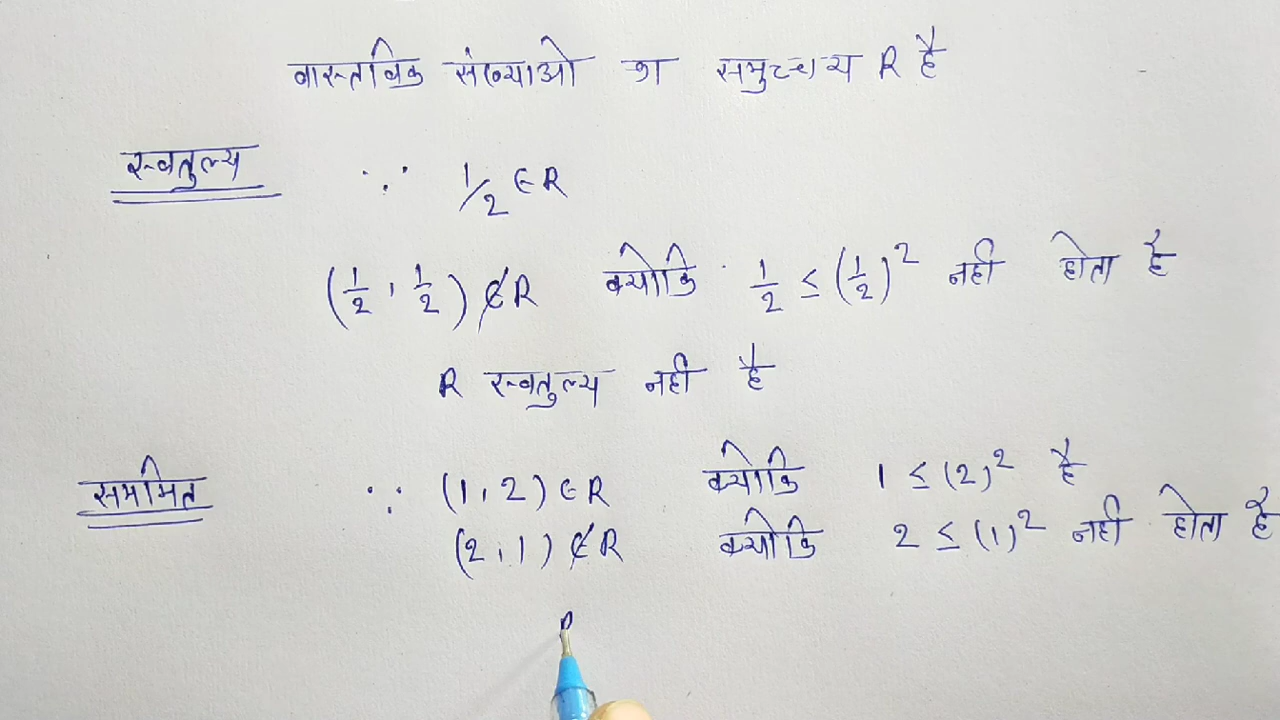 वास्तविक संख्याओ का समुच्चय R है
स्वतुल्य ∵ 1/2 ∈ R
(1/2, 1/2) ∉ R क्योकि 1/2 ≤ (1/2)² नही होता है
R स्वतुल्य नही है
सममित ∵ (1, 2) ∈ R क्योकि 1 ≤ (2)² है
(2, 1) ∉ R क्योकि 2 ≤ (1)² नही होता है